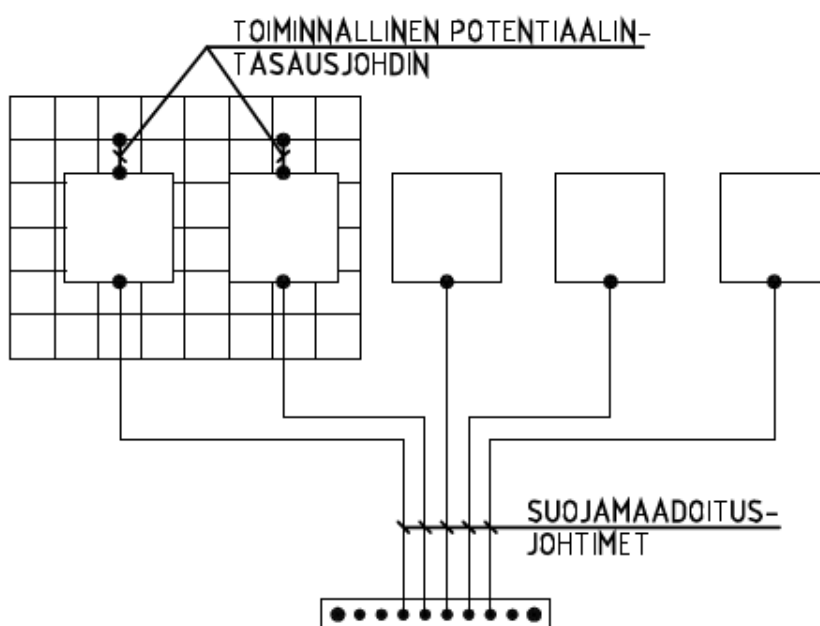 TOIMINNALLINEN POTENTIAALIN-
TASAUSJOHDIN
SUOJAMAADOITUS-
JOHTIMET